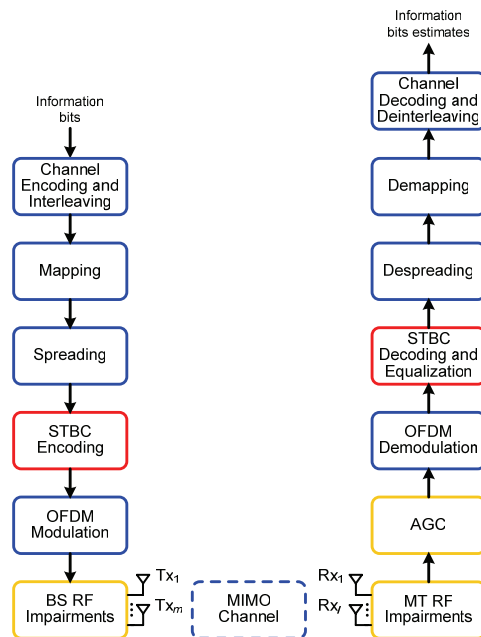 Information
bits
Channel
Encoding and
Interleaving
Mapping
Spreading
STBC
Encoding
OFDM
Modulation
BS RF
Impairments
Tx1
Txm
MIMO
Channel
Information
bits estimates
Channel
Decoding and
Deinterleaving
Demapping
Despreading
STBC
Decoding and
Equalization
OFDM
Demodulation
AGC
MT RF
Impairments
Rx1
Rxl